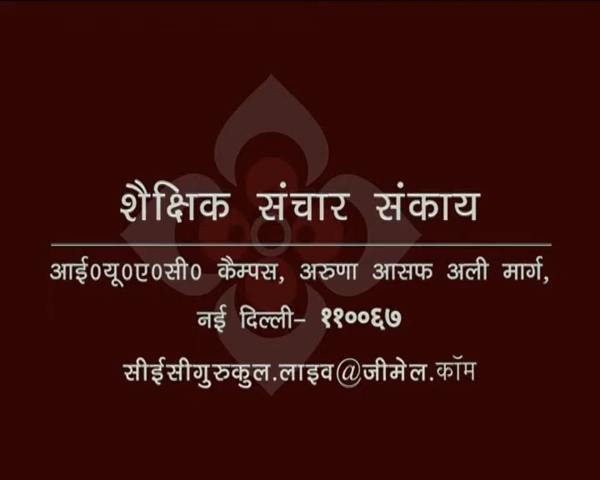 शैक्षिक संचार संकाय
आई0यू0ए0सी0 कैम्पस, अरुणा आसफ अली मार्ग,
नई दिल्ली- ११००६७
सीईसीगुरुकुल.लाइव@जीमेल.कॉम